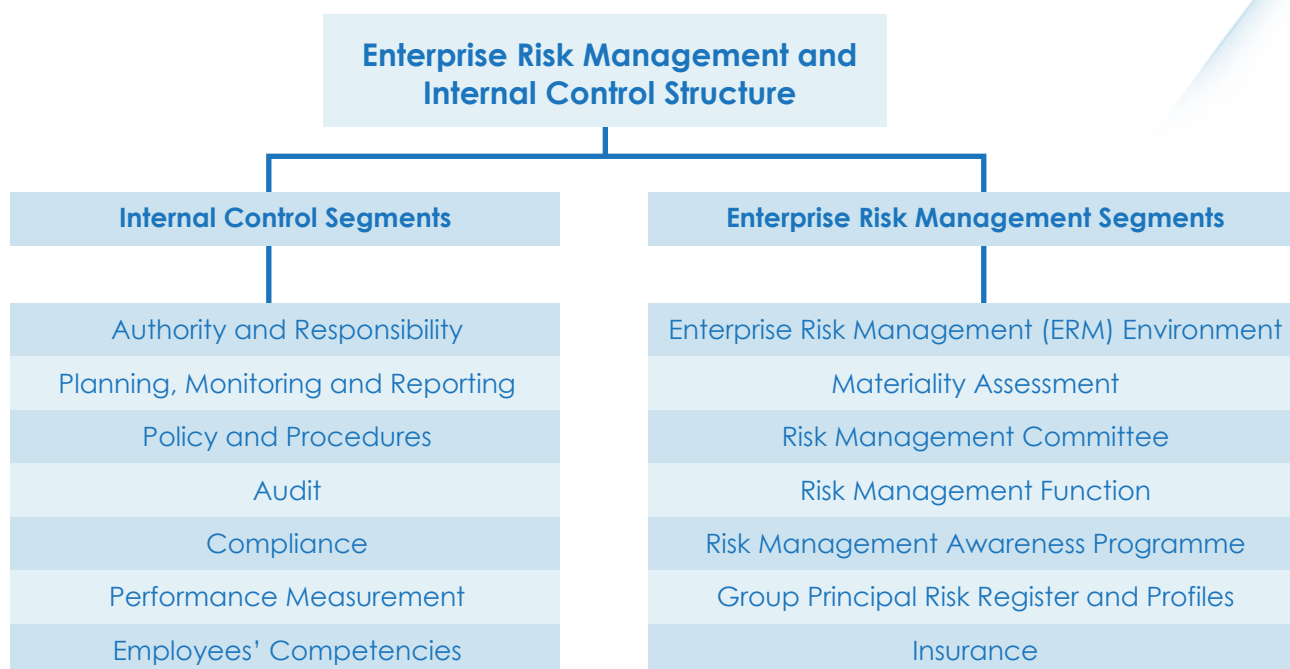 Enterprise Risk Management and
Internal Control Structure
Internal Control Segments
Authority and Responsibility
Planning, Monitoring and Reporting
Policy and Procedures
Audit
Compliance
Performance Measurement
Employees’ Competencies
Enterprise Risk Management Segments
Enterprise Risk Management (ERM) Environment
Materiality Assessment
Risk Management Committee
Risk Management Function
Risk Management Awareness Programme
Group Principal Risk Register and Profiles
Insurance